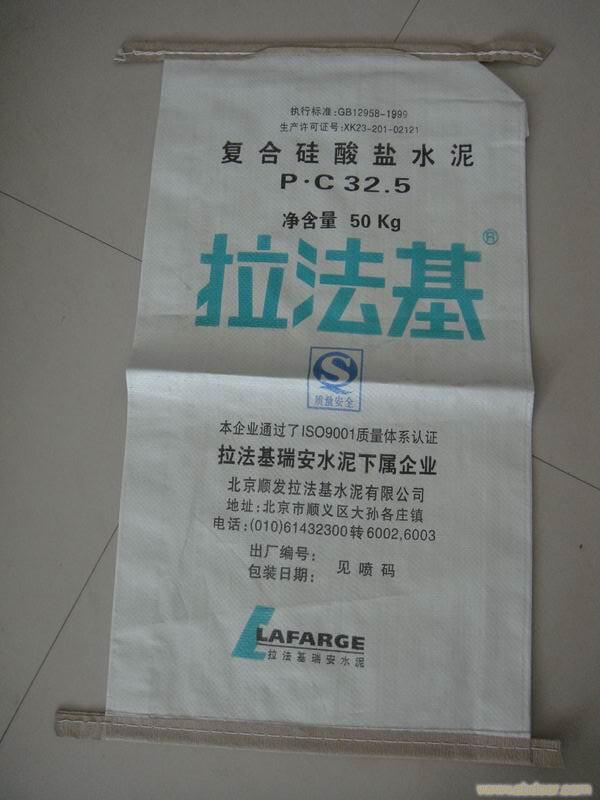 执行标准:GB12958-1999
生产许可证号:XK23-201-02121
复合硅酸盐水泥
P·C 32.5
净含量 50 Kg
拉法基®
S
质量安全
本企业通过了ISO9001质量体系认证
拉法基瑞安水泥下属企业
北京顺发拉法基水泥有限公司
地址:北京市顺义区大孙各庄镇
电话:(010)61432300转6002,6003
出厂编号:
包装日期:
见喷码
LAFARGE
拉法基瑞安水泥